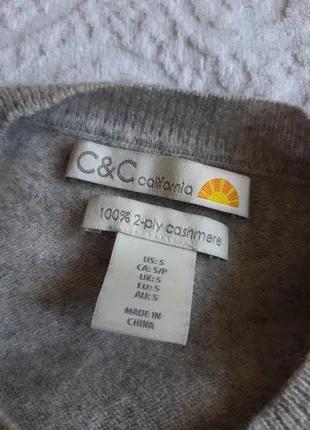 C&C california
100% 2-ply cashmere
US: S
CA: S/P
UK: S
EU: S
AU: S
MADE IN
CHINA